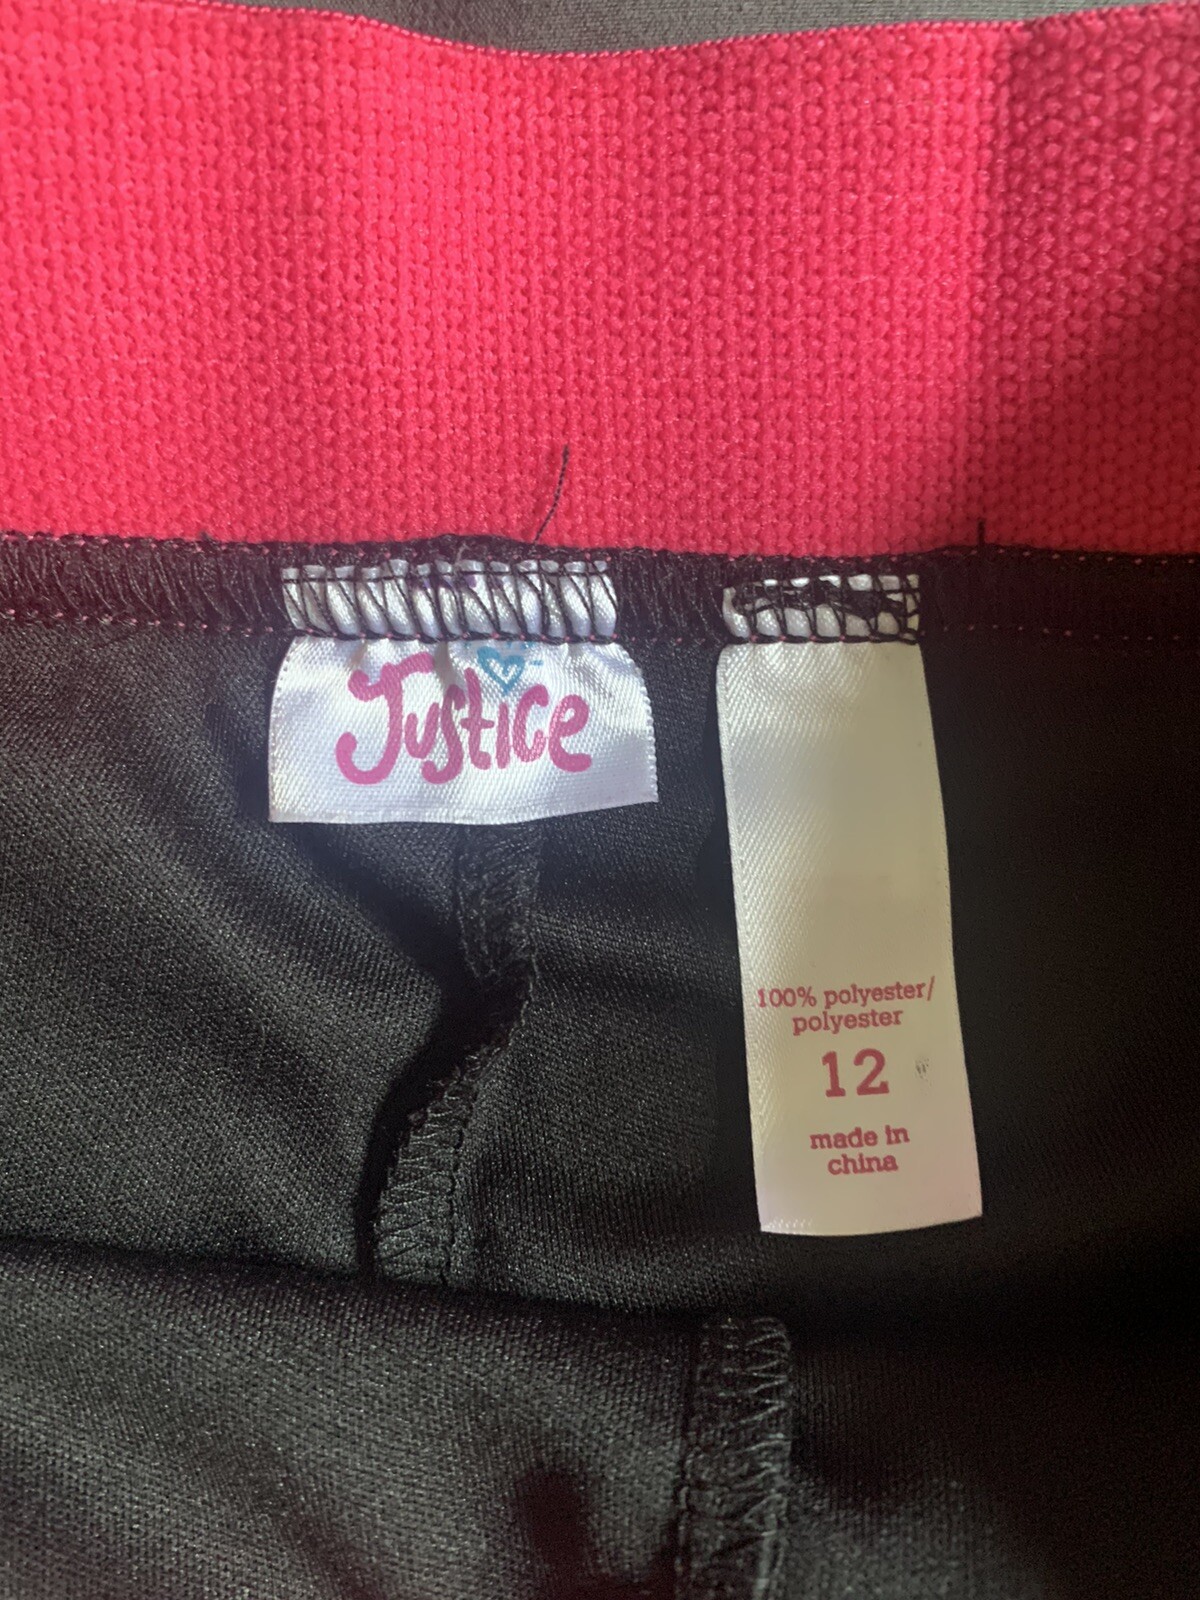 Justice
100% polyester/
polyester
12
made in
china